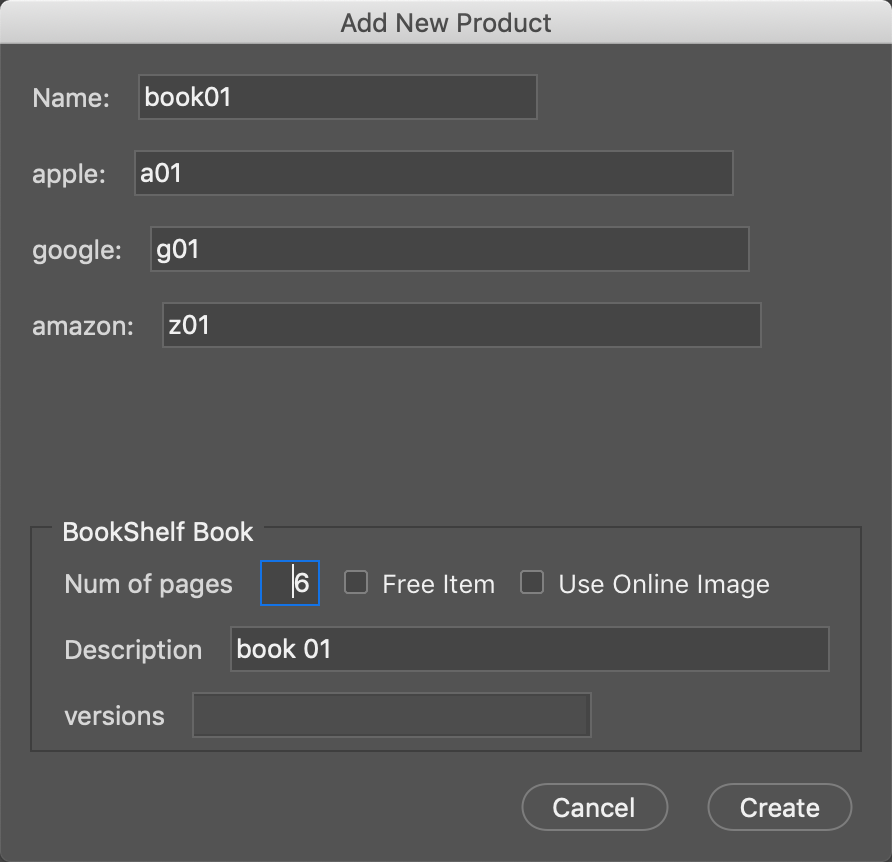 Add New Product
Name: book01
apple: a01
google: g01
amazon: z01
BookShelf Book
Num of pages 6 Free Item Use Online Image
Description book 01
versions
Cancel Create